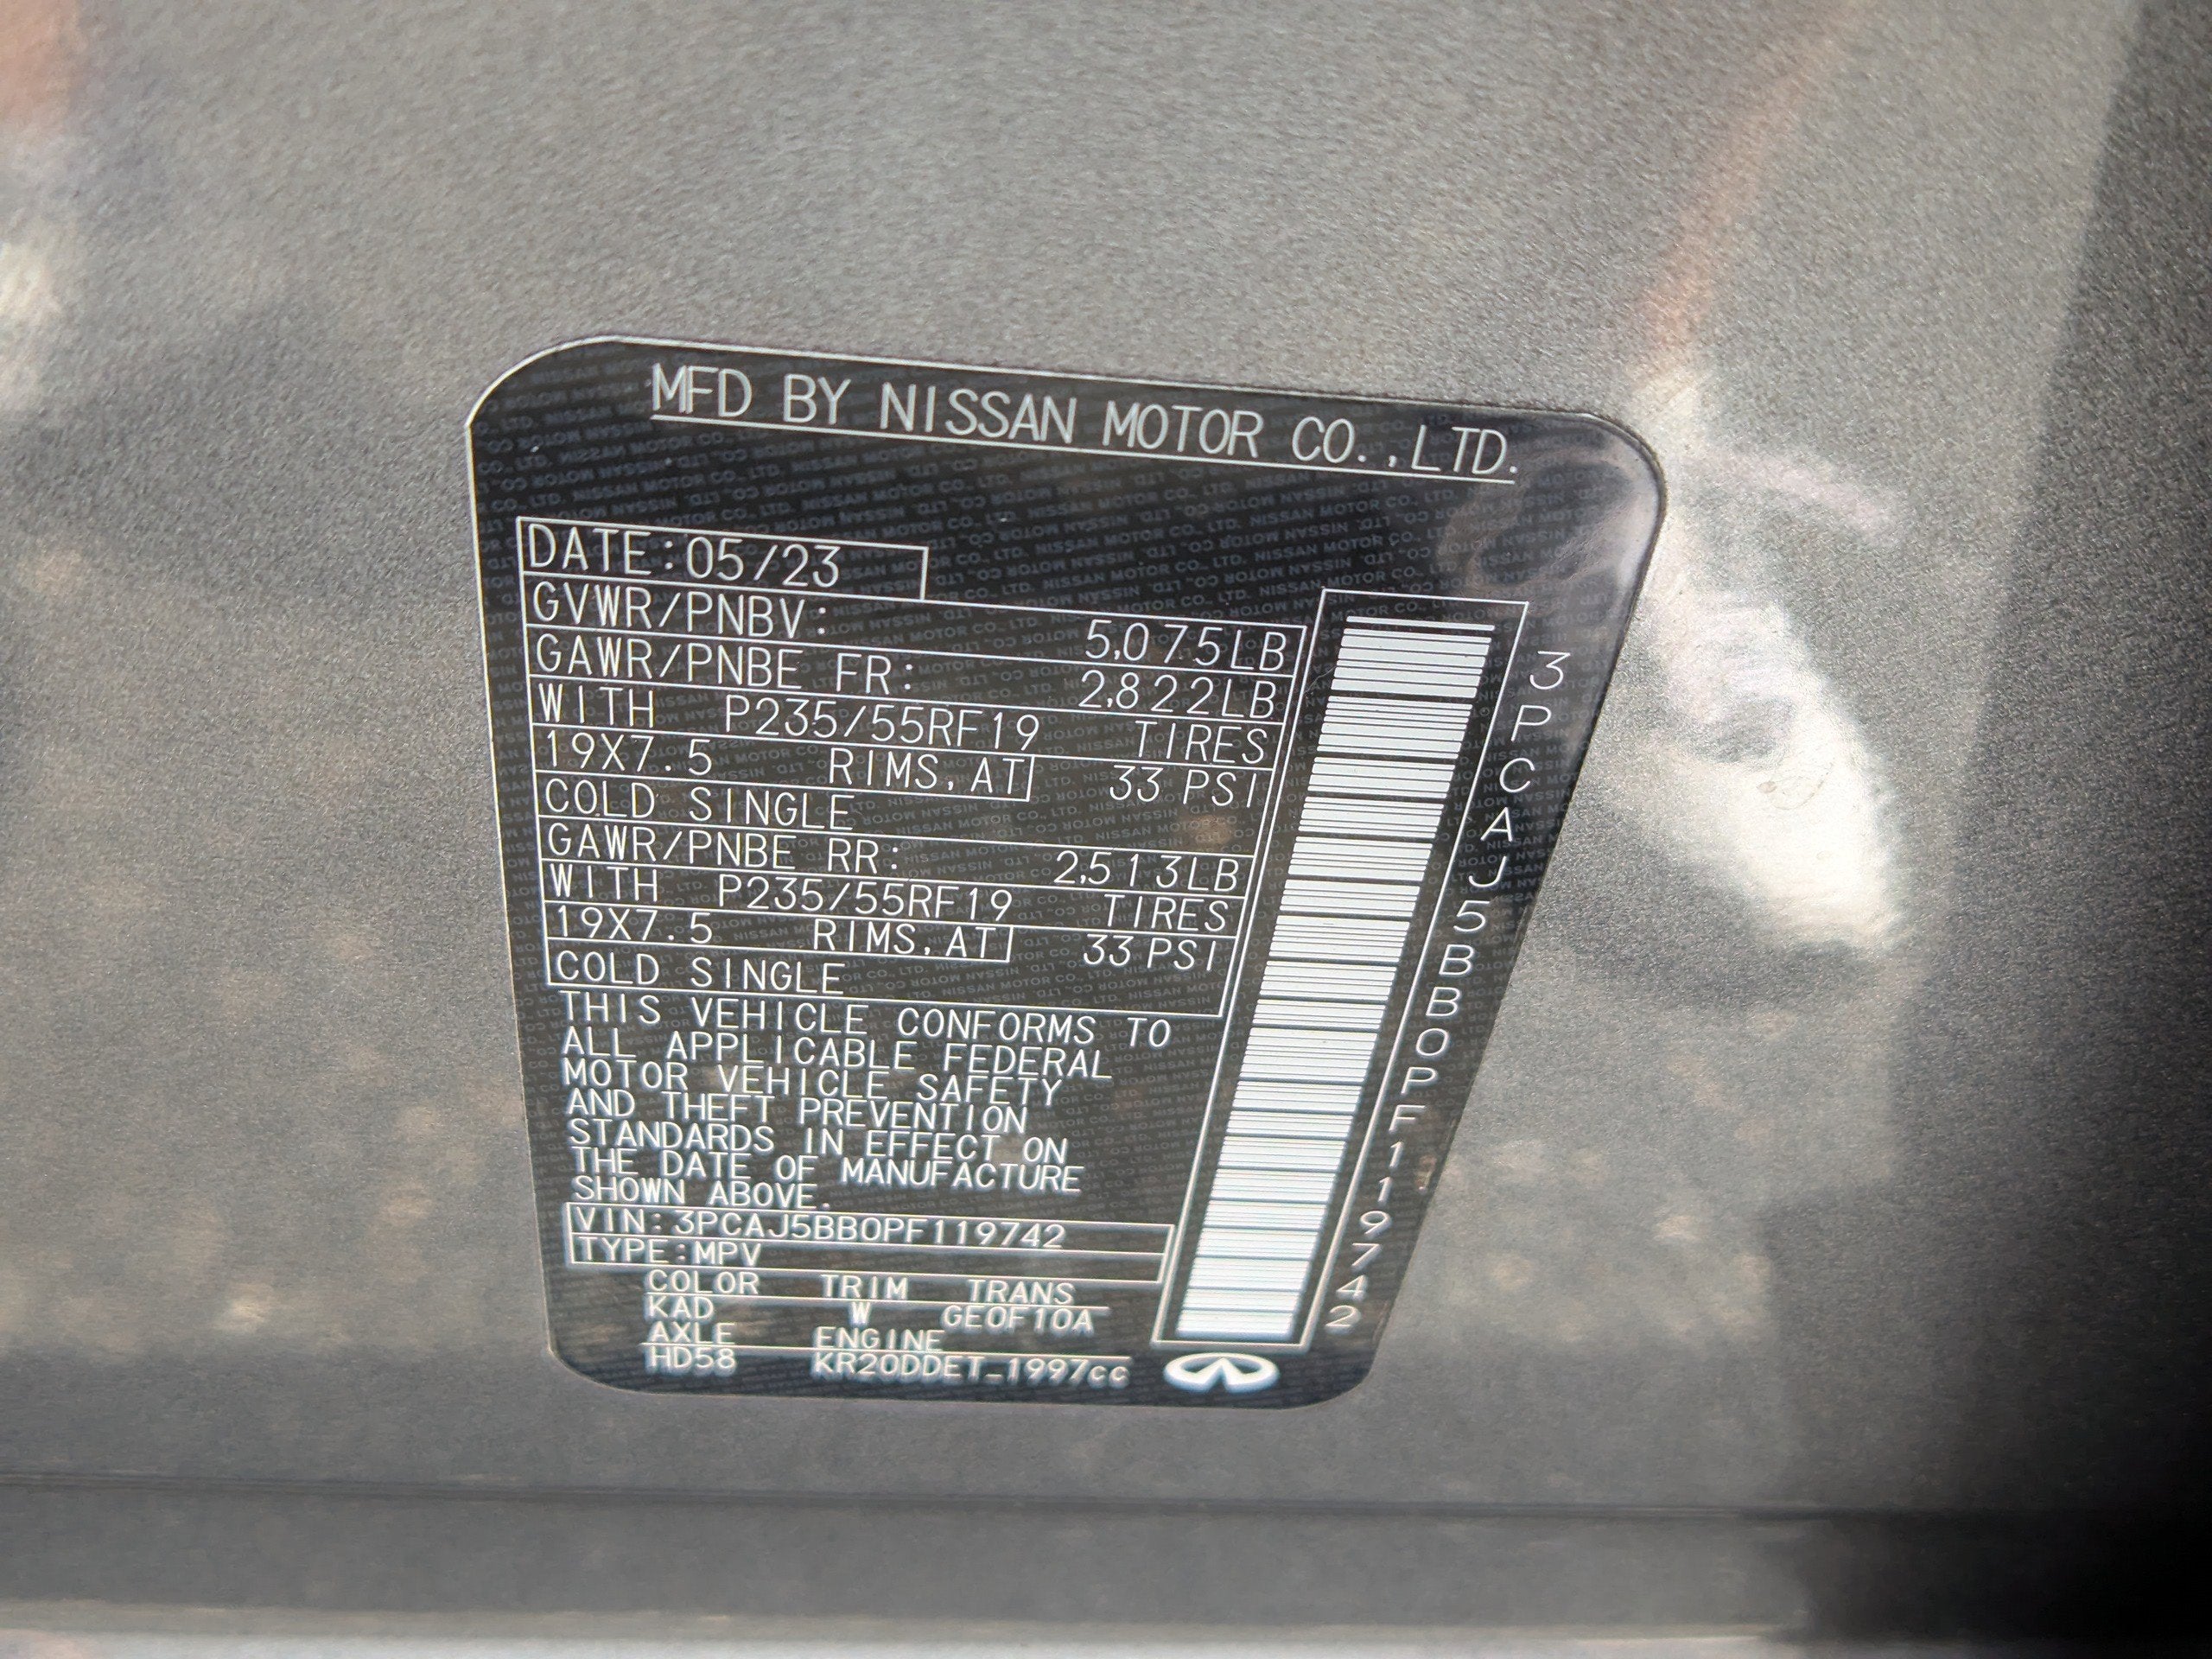 MFD BY NISSAN MOTOR CO.,LTD.
DATE:05/23
GVWR/PNBV: 5,075LB
GAWR/PNBE FR: 2,822LB
WITH P235/55RF19 TIRES
19X7.5 RIMS,AT 33 PSI
COLD SINGLE
GAWR/PNBE RR: 2,513LB
WITH P235/55RF19 TIRES
19X7.5 RIMS,AT 33 PSI
COLD SINGLE
THIS VEHICLE CONFORMS TO
ALL APPLICABLE FEDERAL
MOTOR VEHICLE SAFETY
AND THEFT PREVENTION
STANDARDS IN EFFECT ON
THE DATE OF MANUFACTURE
SHOWN ABOVE.
VIN:3PCAJ5BB0PF119742
TYPE:MPV
COLOR TRIM TRANS
KAD W GE0F10A
AXLE ENGINE
HD58 KR20DDET_1997cc
3PCAJ5BB0PF119742